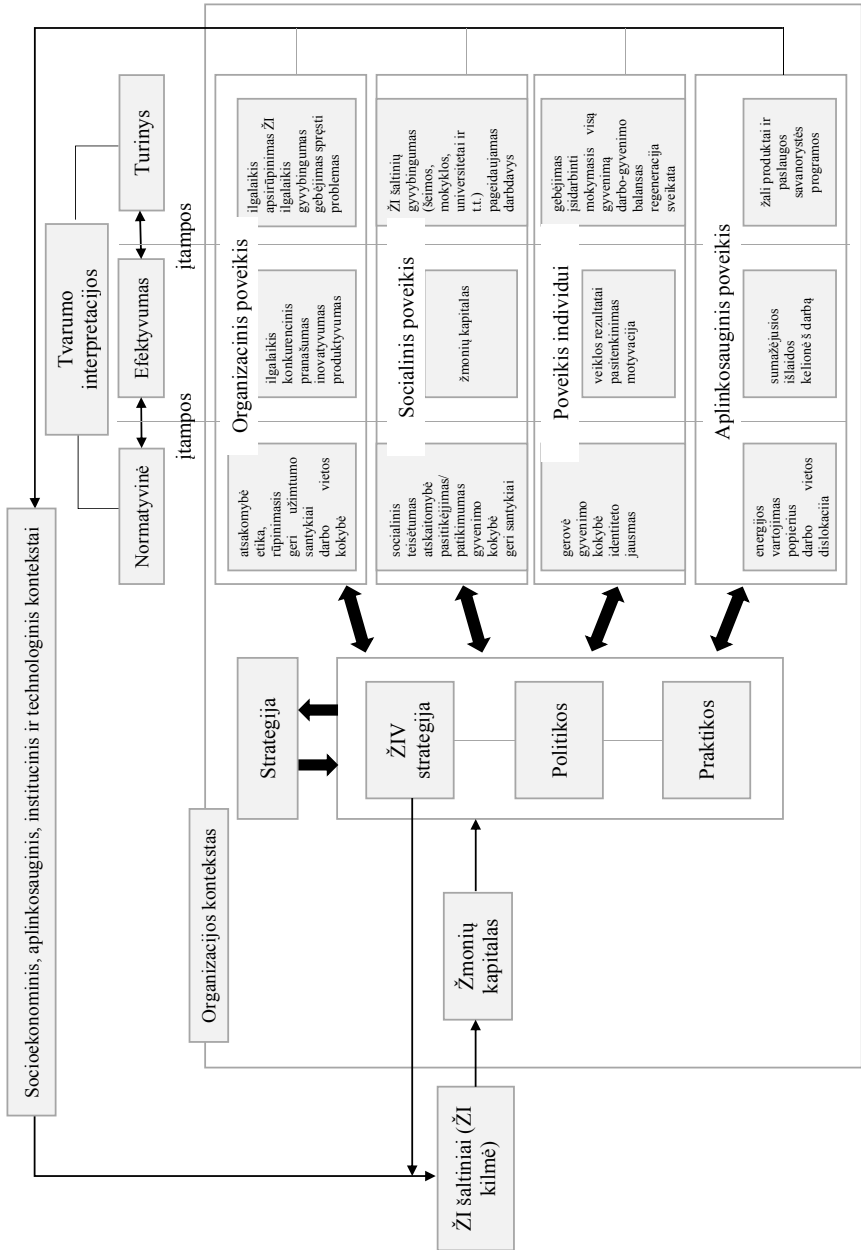 Socioekonominis, aplinkosauginis, institucinis ir technologinis kontekstai
Tvarumo
interpretacijos
Normatyvinė
Efektyvumas
Turinys
įtampos
įtampos
Organizacijos kontekstas
Organizacinis poveikis
atsakomybė
etika,
rūpinimasis
geri užimtumo
santykiai
darbo vietos
kokybė
ilgalaikis
konkurencinis
pranašumas
inovatyvumas
produktyvumas
ilgalaikis
apsirūpinimas ŽI
ilgalaikis
gyvybingumas
gebėjimas spręsti
problemas
Strategija
Socialinis poveikis
socialinis
teisėtumas
atskaitomybė
pasitikėjijmas/
patikimumas
gyvenimo
kokybė
geri santykiai
žmonių kapitalas
ŽI šaltinių
gyvybingumas
(šeimos,
mokyklos,
universitetai ir
t.t.)
pageidaujamas
darbdavys
ŽIV
strategija
Poveikis individui
gerovė
gyvenimo
kokybė
identiteto
jausmas
veiklos rezultatai
pasitenkinimas
motyvacija
gebėjimas
įsidarbinti
mokymasis visą
gyvenimą
darbo-gyvenimo
balansas
regeneracija
sveikata
Politikos
Aplinkosauginis poveikis
energijos
vartojimas
popierius
darbo vietos
dislokacija
sumažėjusios
išlaidos
kelionė š darbą
žali produktai ir
paslaugos
savanorystės
programos
Praktikos
ŽI šaltiniai (ŽI
kilmė)
Žmonių
kapitalas